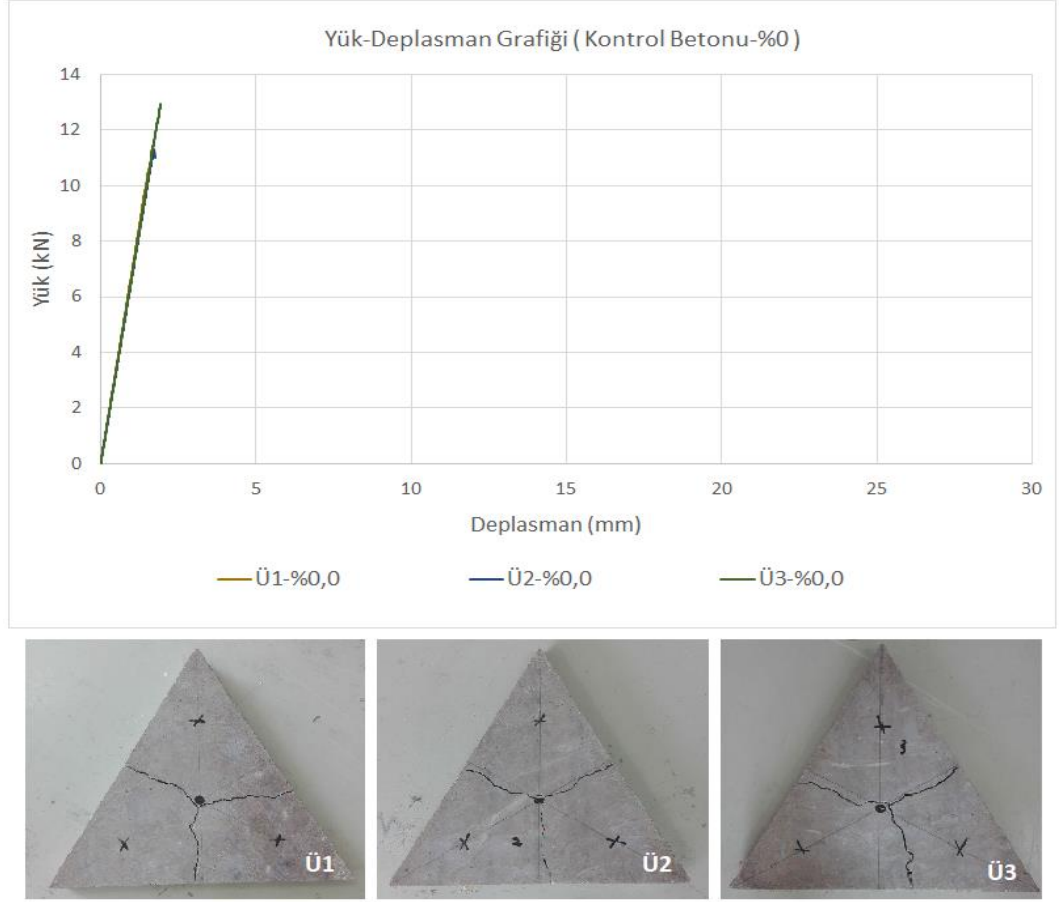 Yük-Deplasman Grafiği ( Kontrol Betonu-%0 )
14
12
10
8
6
4
2
0
Yük (kN)
0 5 10 15 20 25 30
Deplasman (mm)
Ü1-%0,0 Ü2-%0,0 Ü3-%0,0
3
2
Ü1 Ü2 Ü3